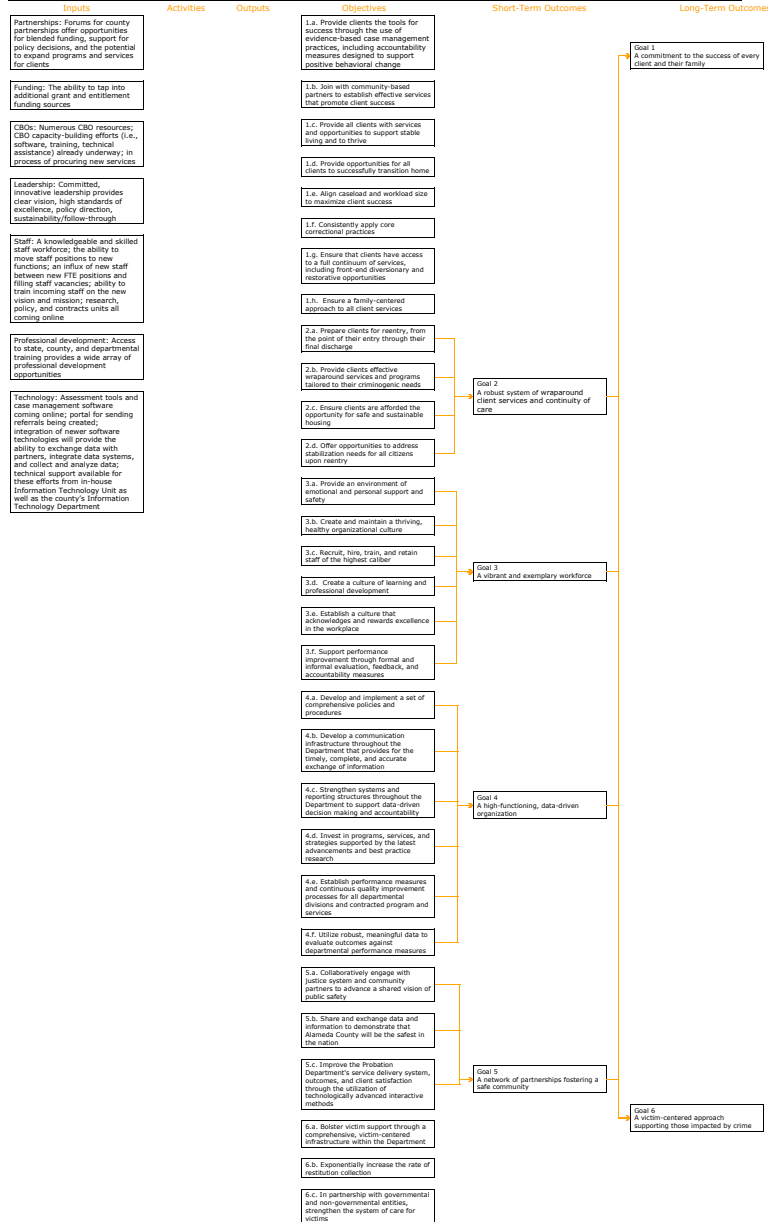 Inputs
Activities
Outputs
Objectives
Short-Term Outcomes
Long-Term Outcomes
Partnerships: Forums for county
partnerships offer opportunities
for blended funding, support for
policy decisions, and the potential
to expand programs and services
for clients
Funding: The ability to tap into
additional grant and entitlement
funding sources
CBOs: Numerous CBO resources;
CBO capacity-building efforts (i.e.,
software, training, technical
assistance) already underway; in
process of procuring new services
Leadership: Committed,
innovative leadership provides
clear vision, high standards of
excellence, policy direction,
sustainability/follow-through
Staff: A knowledgeable and skilled
staff workforce; the ability to
move staff positions to new
functions; an influx of new staff
between new FTE positions and
filling staff vacancies; ability to
train incoming staff on the new
vision and mission; research,
policy, and contracts units all
coming online
Professional development: Access
to state, county, and departmental
training provides a wide array of
professional development
opportunities
Technology: Assessment tools and
case management software
coming online; portal for sending
referrals being created;
integration of newer software
technologies will provide the
ability to exchange data with
partners, integrate data systems,
and collect and analyze data;
technical support available for
these efforts from in-house
Information Technology Unit as
well as the county's Information
Technology Department
1.a. Provide clients the tools for
success through the use of
evidence-based case management
practices, including accountability
measures designed to support
positive behavioral change
1.b. Join with community-based
partners to establish effective services
that promote client success
1.c. Provide all clients with services
and opportunities to support stable
living and to thrive
1.d. Provide opportunities for all
clients to successfully transition home
1.e. Align caseload and workload size
to maximize client success
1.f. Consistently apply core
correctional practices
1.g. Ensure that clients have access
to a full continuum of services,
including front-end diversionary and
restorative opportunities
1.h. Ensure a family-centered
approach to all client services
2.a. Prepare clients for reentry, from
the point of their entry through their
final discharge
2.b. Provide clients effective
wraparound services and programs
tailored to their criminogenic needs
2.c. Ensure clients are afforded the
opportunity for safe and sustainable
housing
2.d. Offer opportunities to address
stabilization needs for all citizens
upon reentry
3.a. Provide an environment of
emotional and personal support and
safety
3.b. Create and maintain a thriving,
healthy organizational culture
3.c. Recruit, hire, train, and retain
staff of the highest caliber
3.d. Create a culture of learning and
professional development
3.e. Establish a culture that
acknowledges and rewards excellence
in the workplace
3.f. Support performance
improvement through formal and
informal evaluation, feedback, and
accountability measures
4.a. Develop and implement a set of
comprehensive policies and
procedures
4.b. Develop a communication
infrastructure throughout the
Department that provides for the
timely, complete, and accurate
exchange of information
4.c. Strengthen systems and
reporting structures throughout the
Department to support data-driven
decision making and accountability
4.d. Invest in programs, services, and
strategies supported by the latest
advancements and best practice
research
4.e. Establish performance measures
and continuous quality improvement
processes for all departmental
divisions and contracted program and
services
4.f. Utilize robust, meaningful data to
evaluate outcomes against
departmental performance measures
5.a. Collaboratively engage with
justice system and community
partners to advance a shared vision of
public safety
5.b. Share and exchange data and
information to demonstrate that
Alameda County will be the safest in
the nation
5.c. Improve the Probation
Department's service delivery system,
outcomes, and client satisfaction
through the utilization of
technologically advanced interactive
methods
6.a. Bolster victim support through a
comprehensive, victim-centered
infrastructure within the Department
6.b. Exponentially increase the rate of
restitution collection
6.c. In partnership with governmental
and non-governmental entities,
strengthen the system of care for
victims
Goal 2
A robust system of wraparound
client services and continuity of
care
Goal 3
A vibrant and exemplary workforce
Goal 4
A high-functioning, data-driven
organization
Goal 5
A network of partnerships fostering a
safe community
Goal 1
A commitment to the success of every
client and their family
Goal 6
A victim-centered approach
supporting those impacted by crime